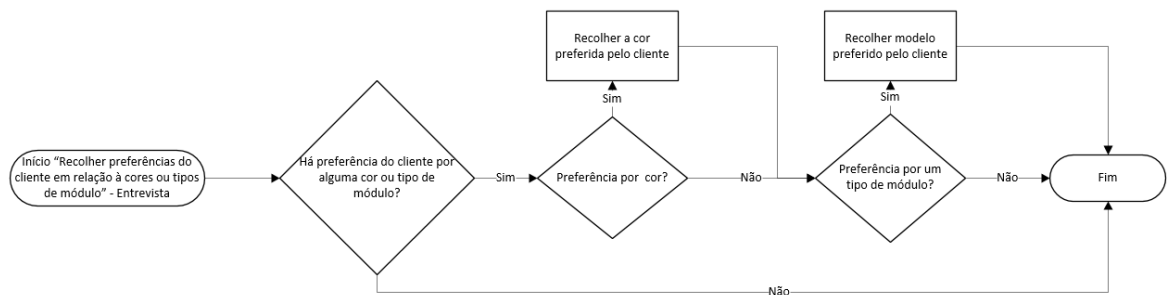 Início “Recolher preferências do
cliente em relação à cores ou tipos
de módulo” - Entrevista
Há preferência do cliente por
alguma cor ou tipo de
módulo?
Sim
Preferência por cor?
Sim
Recolher a cor
preferida pelo cliente
Não
Preferência por um
tipo de módulo?
Sim
Recolher modelo
preferido pelo cliente
Não
Fim
Não